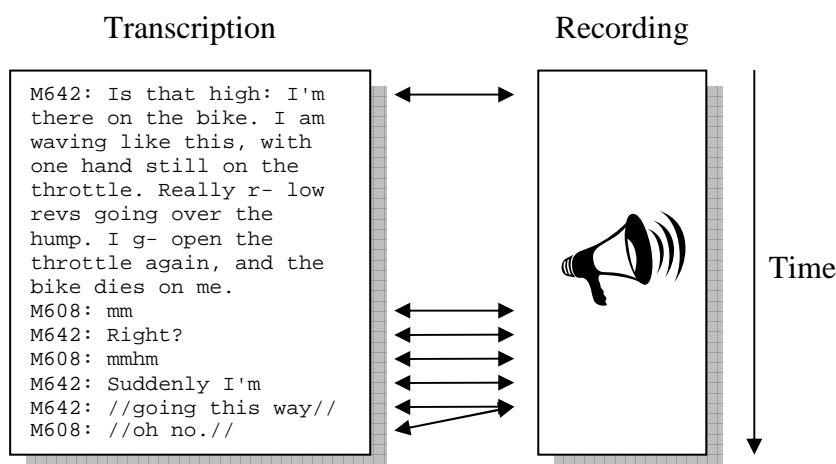 Transcription
Recording
M642: Is that high: I'm
there on the bike. I am
waving like this, with
one hand still on the
throttle. Really r- low
revs going over the
hump. I g- open the
throttle again, and the
bike dies on me.
M608: mm
M642: Right?
M608: mmhm
M642: Suddenly I'm
M642: //going this way//
M608: //oh no.//
Time